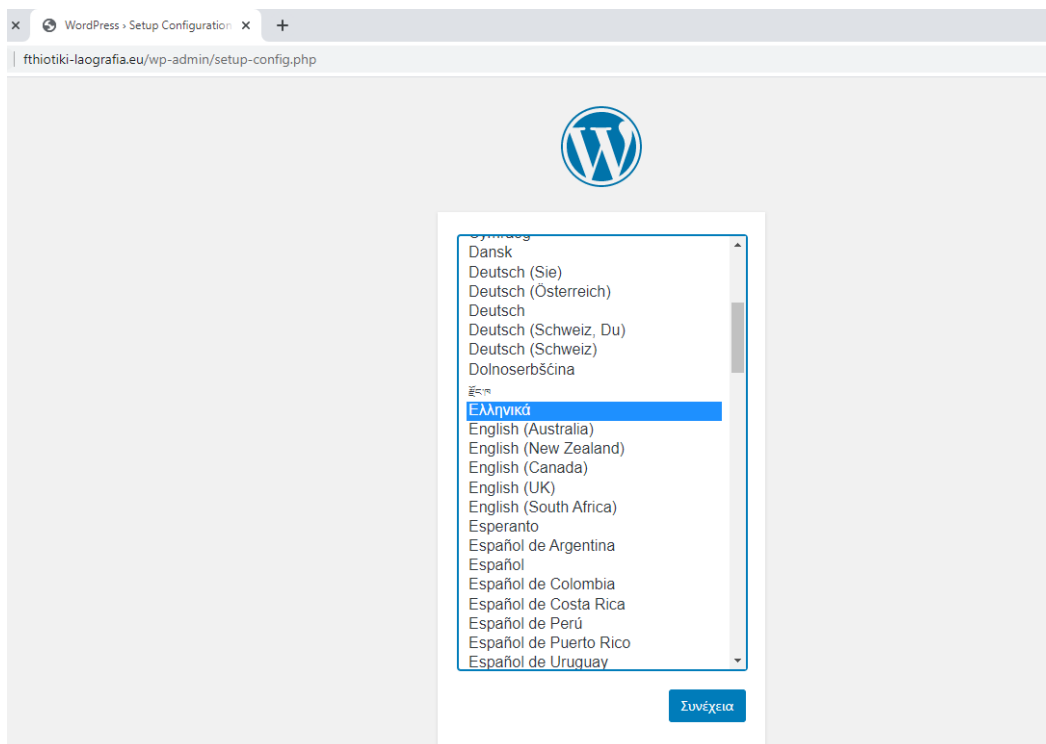 WordPress › Setup Configuration
fthiotiki-laografia.eu/wp-admin/setup-config.php
Dansk
Deutsch (Sie)
Deutsch (Österreich)
Deutsch
Deutsch (Schweiz, Du)
Deutsch (Schweiz)
Dolnoserbšćina
རྫོང་ཁ
Ελληνικά
English (Australia)
English (New Zealand)
English (Canada)
English (UK)
English (South Africa)
Esperanto
Español de Argentina
Español
Español de Colombia
Español de Costa Rica
Español de Perú
Español de Puerto Rico
Español de Uruguay
Συνέχεια